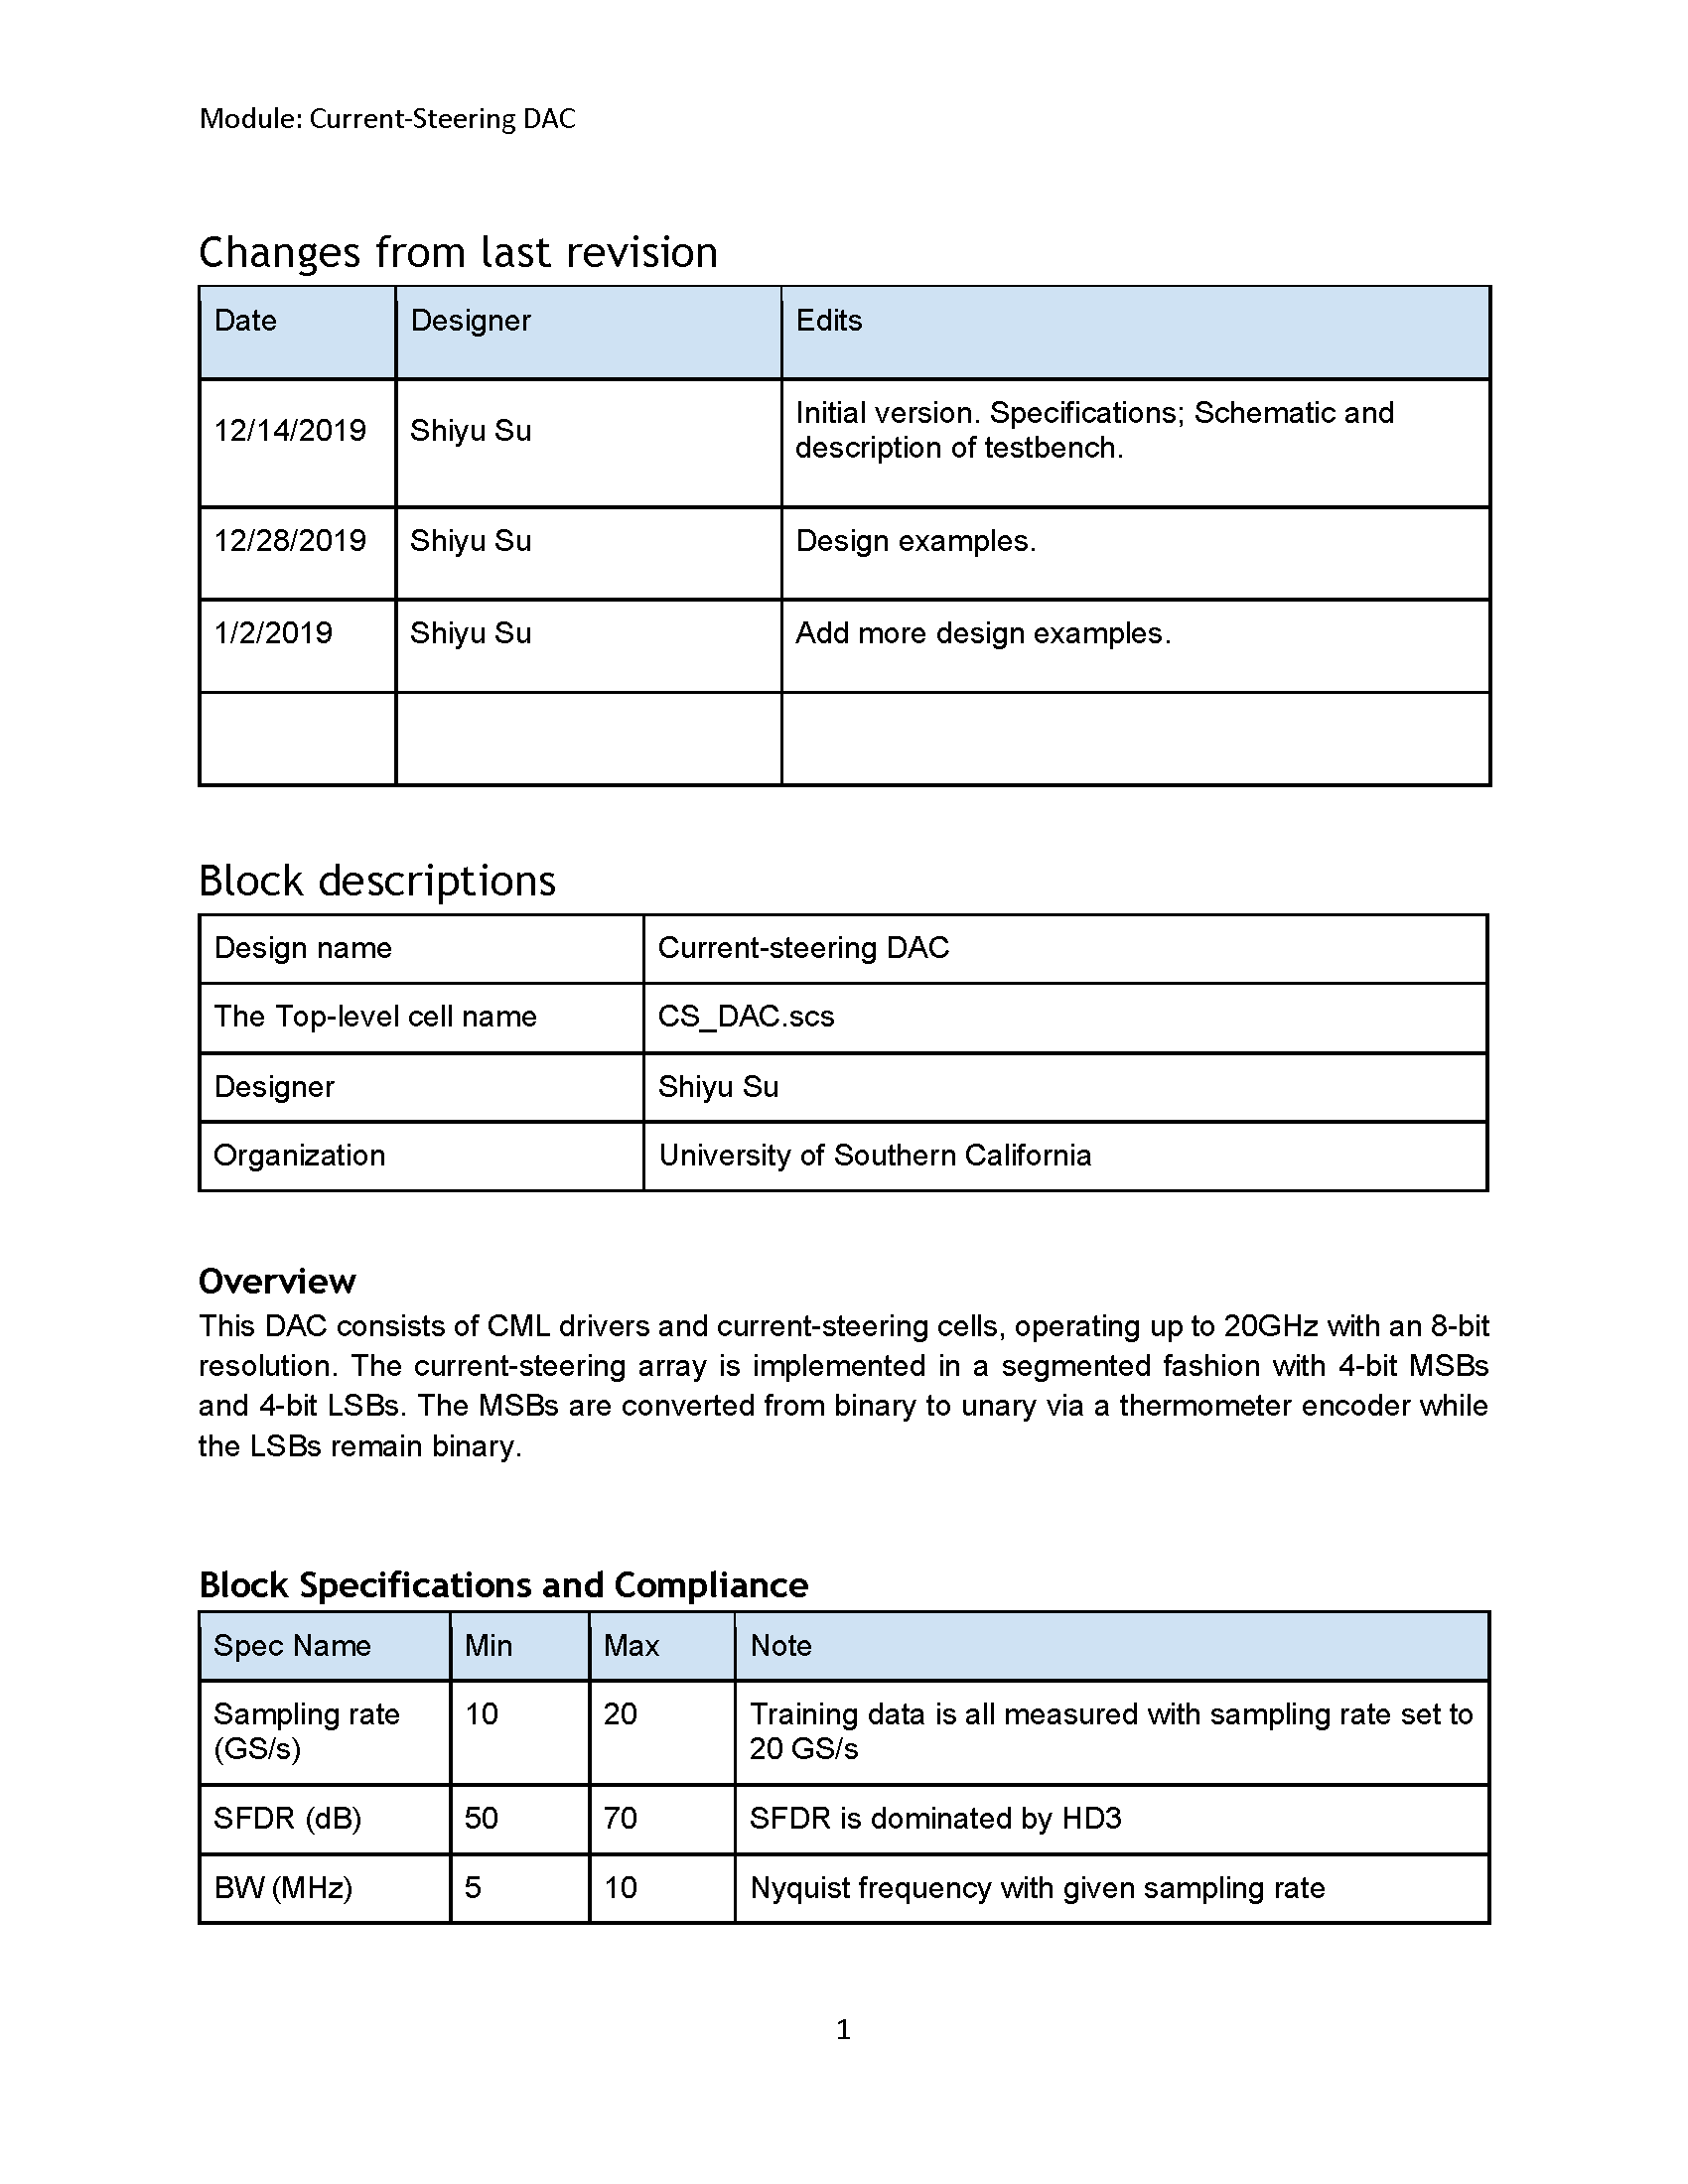 Module: Current-Steering DAC
Changes from last revision
Date Designer Edits
12/14/2019 Shiyu Su Initial version. Specifications; Schematic and
description of testbench.
12/28/2019 Shiyu Su Design examples.
1/2/2019 Shiyu Su Add more design examples.
Block descriptions
Design name Current-steering DAC
The Top-level cell name CS_DAC.scs
Designer Shiyu Su
Organization University of Southern California
Overview
This DAC consists of CML drivers and current-steering cells, operating up to 20GHz with an 8-bit
resolution. The current-steering array is implemented in a segmented fashion with 4-bit MSBs
and 4-bit LSBs. The MSBs are converted from binary to unary via a thermometer encoder while
the LSBs remain binary.
Block Specifications and Compliance
Spec Name Min Max Note
Sampling rate 10 20 Training data is all measured with sampling rate set to
(GS/s) 20 GS/s
SFDR (dB) 50 70 SFDR is dominated by HD3
BW (MHz) 5 10 Nyquist frequency with given sampling rate
1